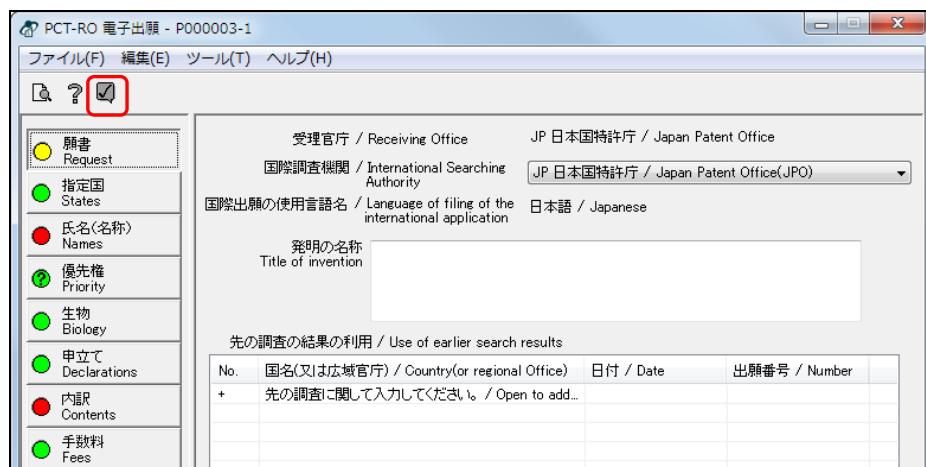 PCT-RO 電子出願 - P000003-1
ファイル(F) 編集(E) ツール(T) ヘルプ(H)
願書
Request
指定国
States
氏名(名称)
Names
優先権
Priority
生物
Biology
申立て
Declarations
内訳
Contents
手数料
Fees
受理官庁 / Receiving Office JP 日本国特許庁 / Japan Patent Office
国際調査機関 / International Searching
Authority
JP 日本国特許庁 / Japan Patent Office(JPO)
国際出願の使用言語名 / Language of filing of the
international application
日本語 / Japanese
発明の名称
Title of invention
先の調査の結果の利用 / Use of earlier search results
No. 国名(又は広域官庁) / Country(or regional Office) 日付 / Date 出願番号 / Number
+ 先の調査に関して入力してください。 / Open to add...